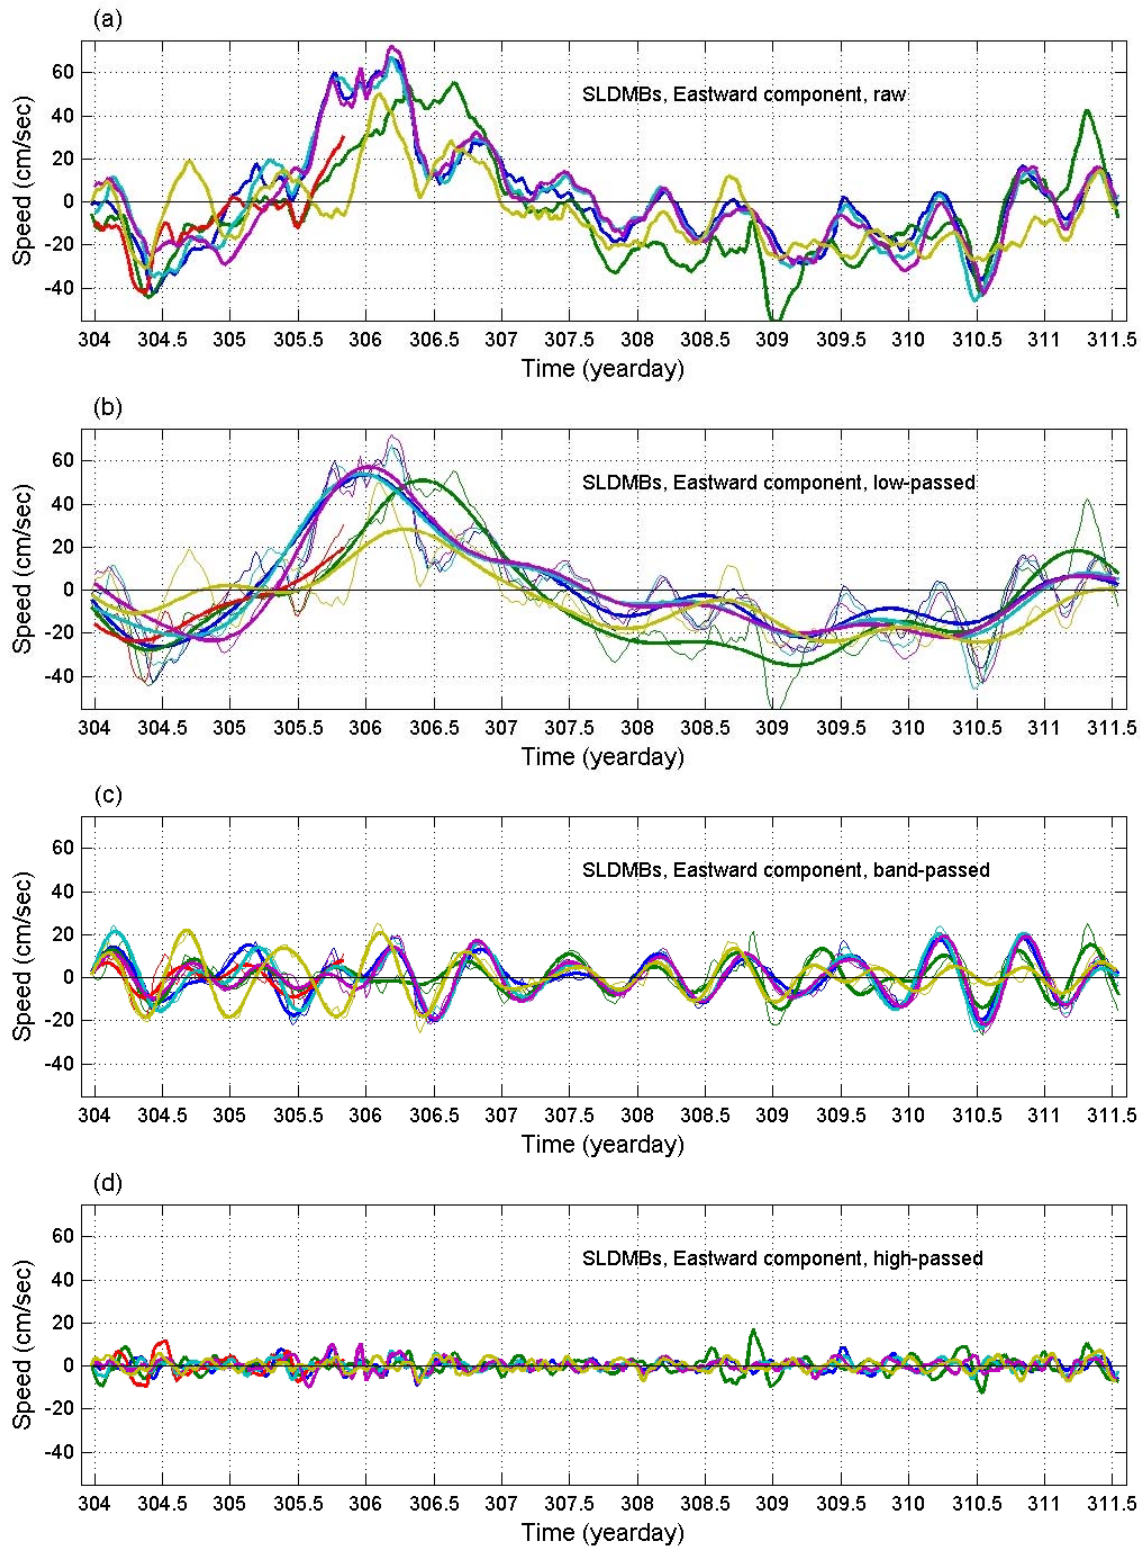 (a)
60
40
20
0
-20
-40
Speed (cm/sec)
SLDMBs, Eastward component, raw
304 304.5 305 305.5 306 306.5 307 307.5 308 308.5 309 309.5 310 310.5 311 311.5
Time (yearday)
(b)
60
40
20
0
-20
-40
Speed (cm/sec)
SLDMBs, Eastward component, low-passed
304 304.5 305 305.5 306 306.5 307 307.5 308 308.5 309 309.5 310 310.5 311 311.5
Time (yearday)
(c)
60
40
20
0
-20
-40
Speed (cm/sec)
SLDMBs, Eastward component, band-passed
304 304.5 305 305.5 306 306.5 307 307.5 308 308.5 309 309.5 310 310.5 311 311.5
Time (yearday)
(d)
60
40
20
0
-20
-40
Speed (cm/sec)
SLDMBs, Eastward component, high-passed
304 304.5 305 305.5 306 306.5 307 307.5 308 308.5 309 309.5 310 310.5 311 311.5
Time (yearday)